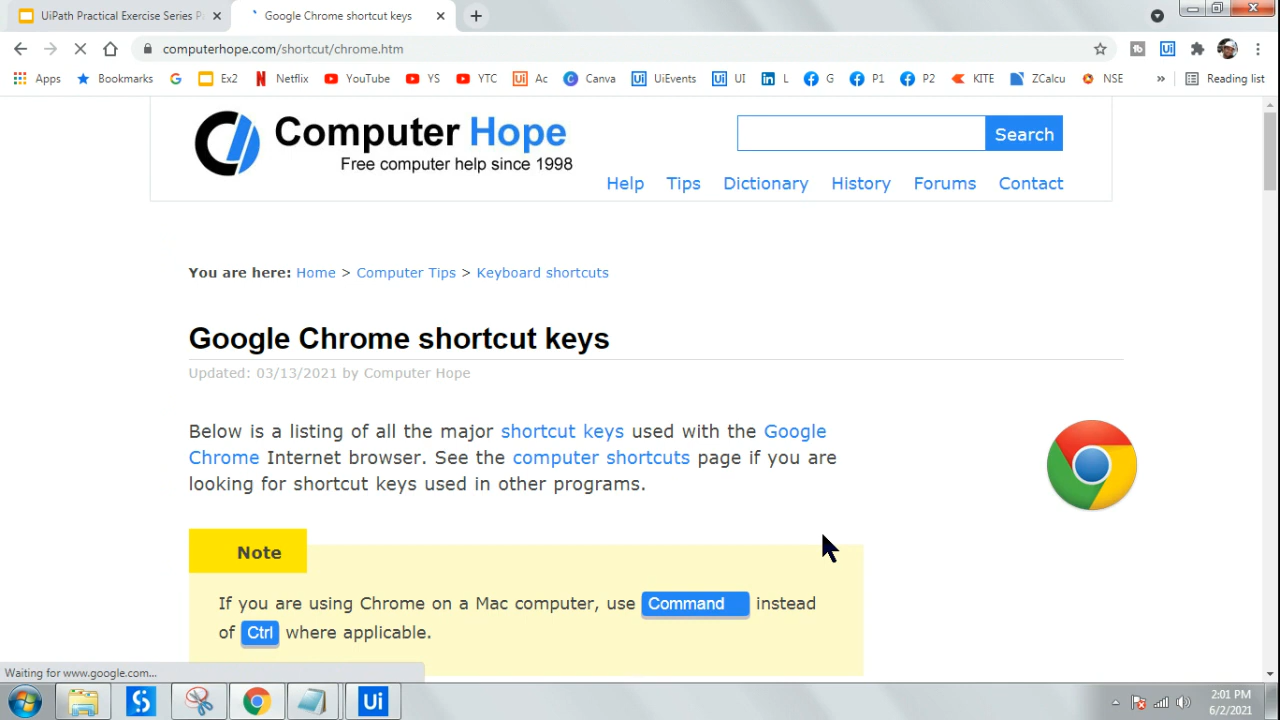 UiPath Practical Exercise Series P
Google Chrome shortcut keys
computerhope.com/shortcut/chrome.htm
Apps Bookmarks Ex2 Netflix YouTube YS YTC Ac Canva UiEvents UI L G P1 P2 KITE ZCalcu NSE » Reading list
Computer Hope
Free computer help since 1998
Search
Help Tips Dictionary History Forums Contact
You are here: Home > Computer Tips > Keyboard shortcuts
Google Chrome shortcut keys
Updated: 03/13/2021 by Computer Hope
Below is a listing of all the major shortcut keys used with the Google
Chrome Internet browser. See the computer shortcuts page if you are
looking for shortcut keys used in other programs.
Note
If you are using Chrome on a Mac computer, use Command instead
of Ctrl where applicable.
Waiting for www.google.com...
Ui
2:01 PM
6/2/2021